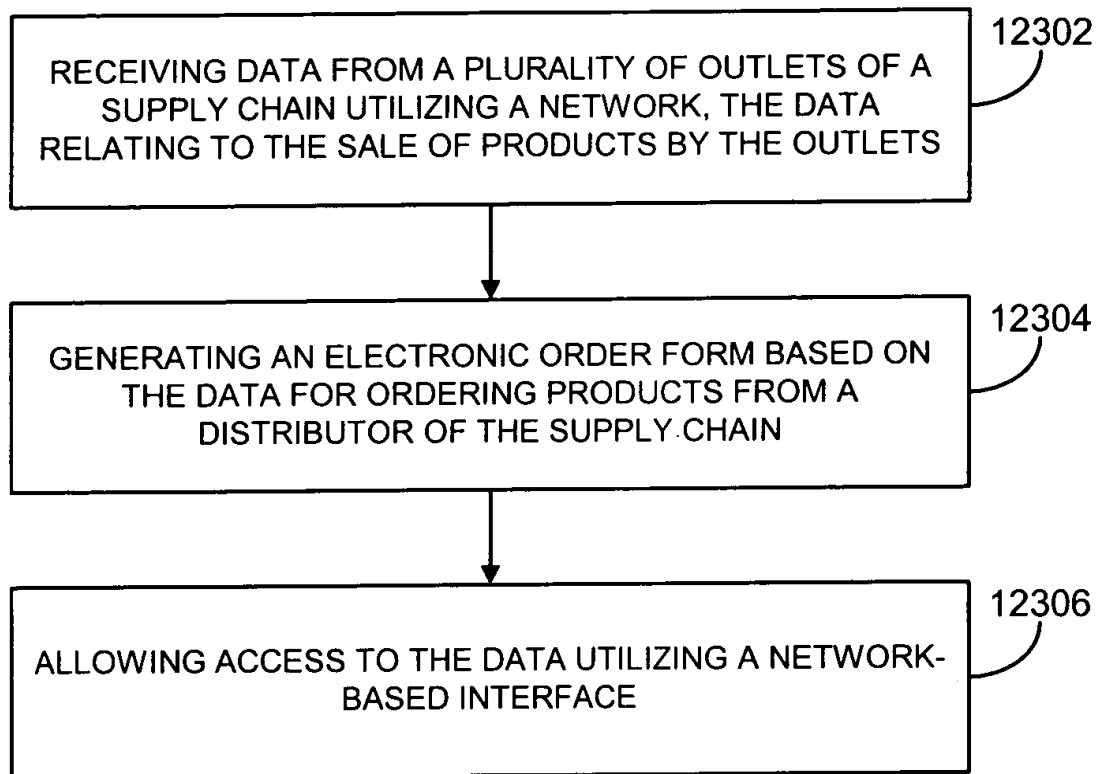 12302
RECEIVING DATA FROM A PLURALITY OF OUTLETS OF A
SUPPLY CHAIN UTILIZING A NETWORK, THE DATA
RELATING TO THE SALE OF PRODUCTS BY THE OUTLETS
12304
GENERATING AN ELECTRONIC ORDER FORM BASED ON
THE DATA FOR ORDERING PRODUCTS FROM A
DISTRIBUTOR OF THE SUPPLY CHAIN
12306
ALLOWING ACCESS TO THE DATA UTILIZING A NETWORK-
BASED INTERFACE